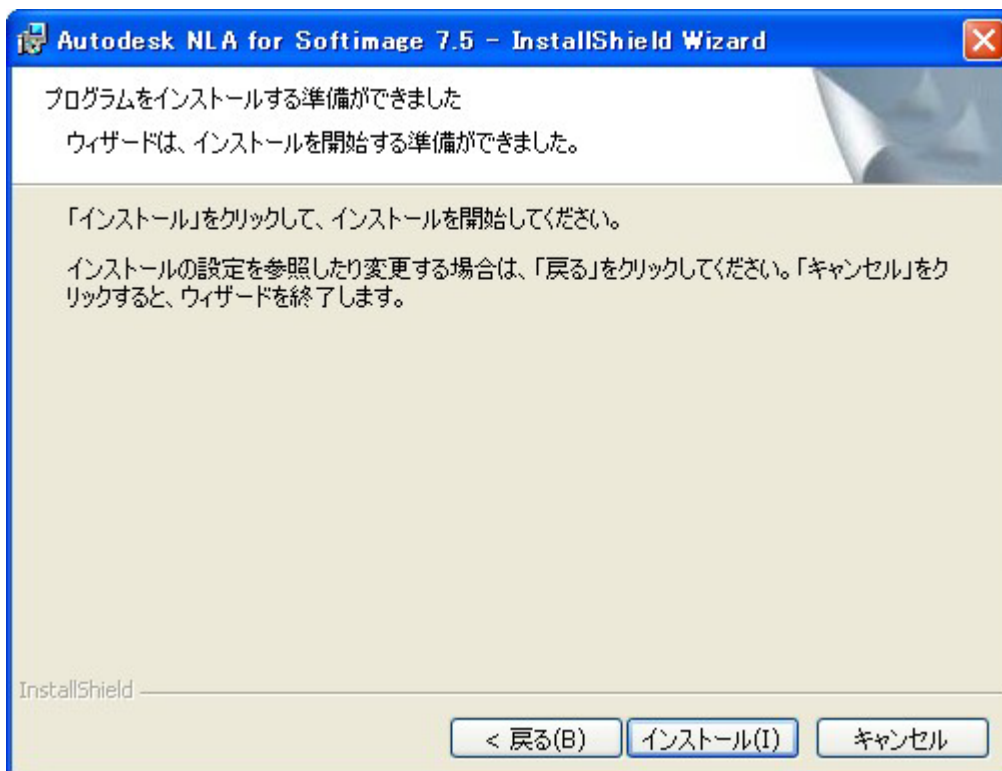 Autodesk NLA for Softimage 7.5 - InstallShield Wizard
プログラムをインストールする準備ができました
ウィザードは、インストールを開始する準備ができました。
「インストール」をクリックして、インストールを開始してください。
インストールの設定を参照したり変更する場合は、「戻る」をクリックしてください。「キャンセル」をク
リックすると、ウィザードを終了します。
InstallShield
< 戻る(B) インストール(I) キャンセル